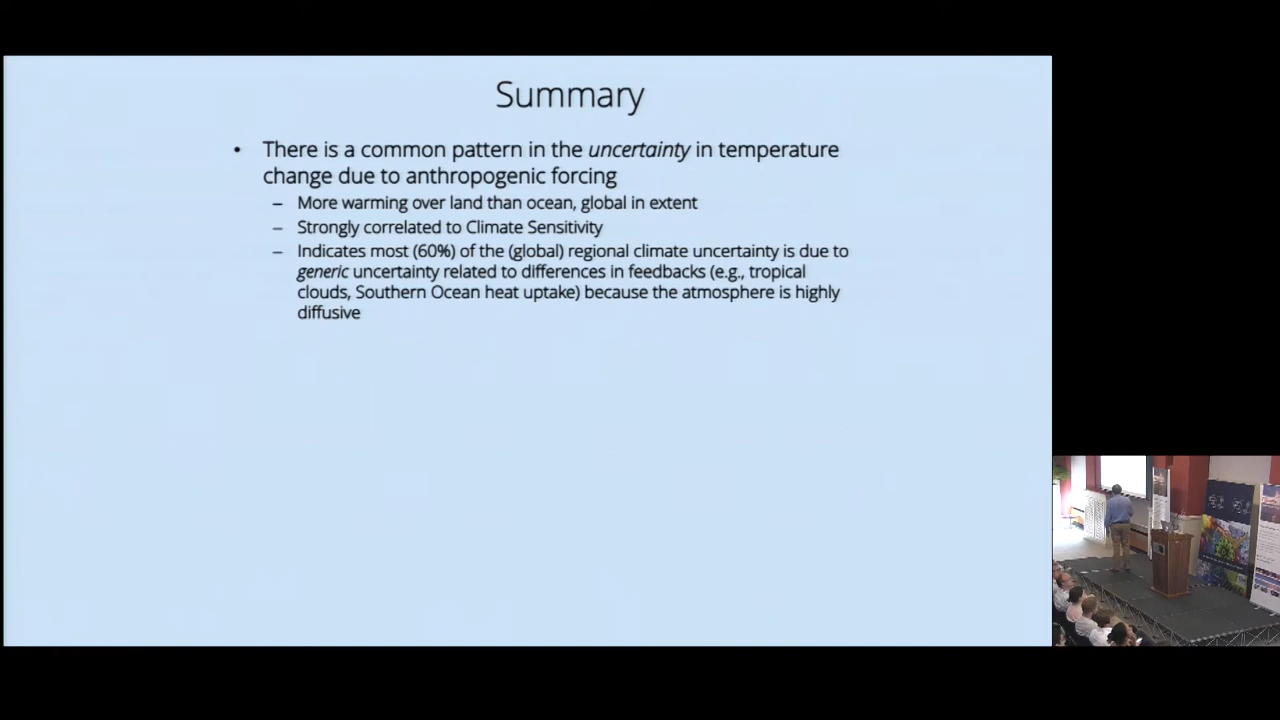 Summary
• There is a common pattern in the uncertainty in temperature
change due to anthropogenic forcing
– More warming over land than ocean, global in extent
– Strongly correlated to Climate Sensitivity
– Indicates most (60%) of the (global) regional climate uncertainty is due to
generic uncertainty related to differences in feedbacks (e.g., tropical
clouds, Southern Ocean heat uptake) because the atmosphere is highly
diffusive